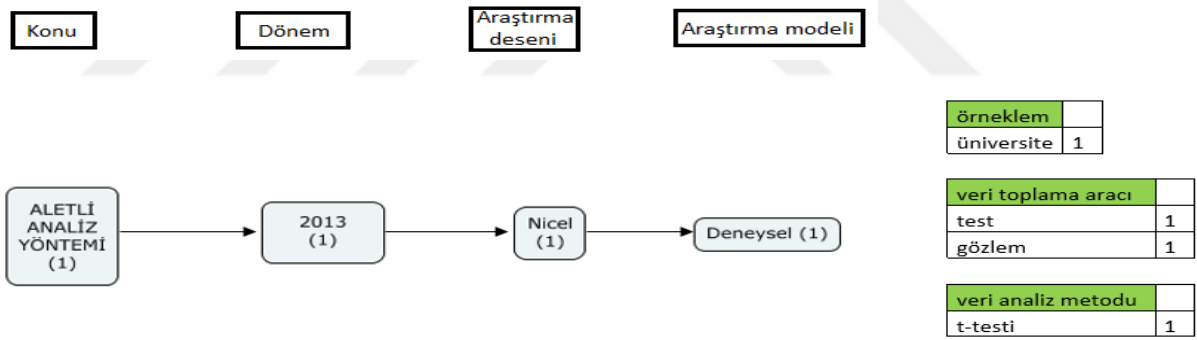 Konu
Dönem
Araştırma
deseni
Araştırma modeli
ALETLİ
ANALİZ
YÖNTEMİ
(1)
2013
(1)
Nicel
(1)
Deneysel (1)
örneklem
üniversite 1
veri toplama aracı
test 1
gözlem 1
veri analiz metodu
t-testi 1